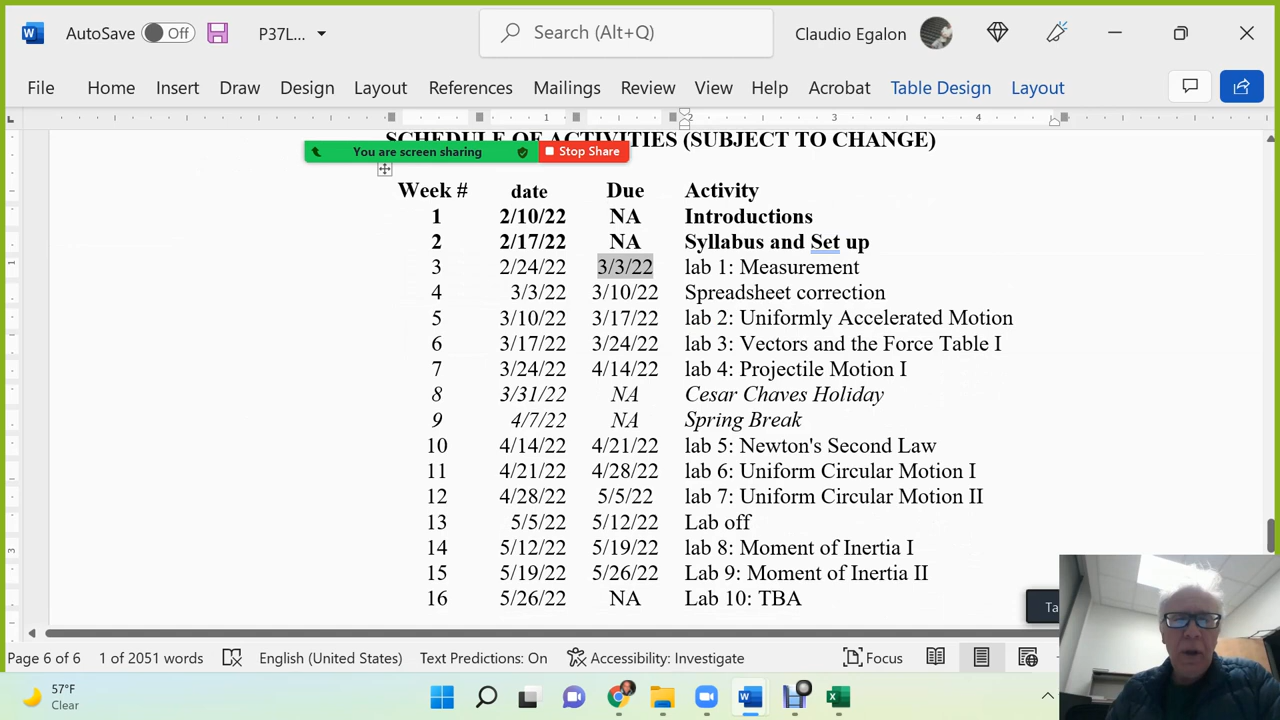 AutoSave Off P37L... Search (Alt+Q) Claudio Egalon
File Home Insert Draw Design Layout References Mailings Review View Help Acrobat Table Design Layout
1 2 3 4
SCHEDULE OF ACTIVITIES (SUBJECT TO CHANGE)
You are screen sharing Stop Share
Week # date Due Activity
1 2/10/22 NA Introductions
2 2/17/22 NA Syllabus and Set up
3 2/24/22 3/3/22 lab 1: Measurement
4 3/3/22 3/10/22 Spreadsheet correction
5 3/10/22 3/17/22 lab 2: Uniformly Accelerated Motion
6 3/17/22 3/24/22 lab 3: Vectors and the Force Table I
7 3/24/22 4/14/22 lab 4: Projectile Motion I
8 3/31/22 NA Cesar Chaves Holiday
9 4/7/22 NA Spring Break
10 4/14/22 4/21/22 lab 5: Newton's Second Law
11 4/21/22 4/28/22 lab 6: Uniform Circular Motion I
12 4/28/22 5/5/22 lab 7: Uniform Circular Motion II
13 5/5/22 5/12/22 Lab off
14 5/12/22 5/19/22 lab 8: Moment of Inertia I
15 5/19/22 5/26/22 Lab 9: Moment of Inertia II
16 5/26/22 NA Lab 10: TBA
Ta
Page 6 of 6 1 of 2051 words English (United States) Text Predictions: On Accessibility: Investigate Focus
57°F
Clear